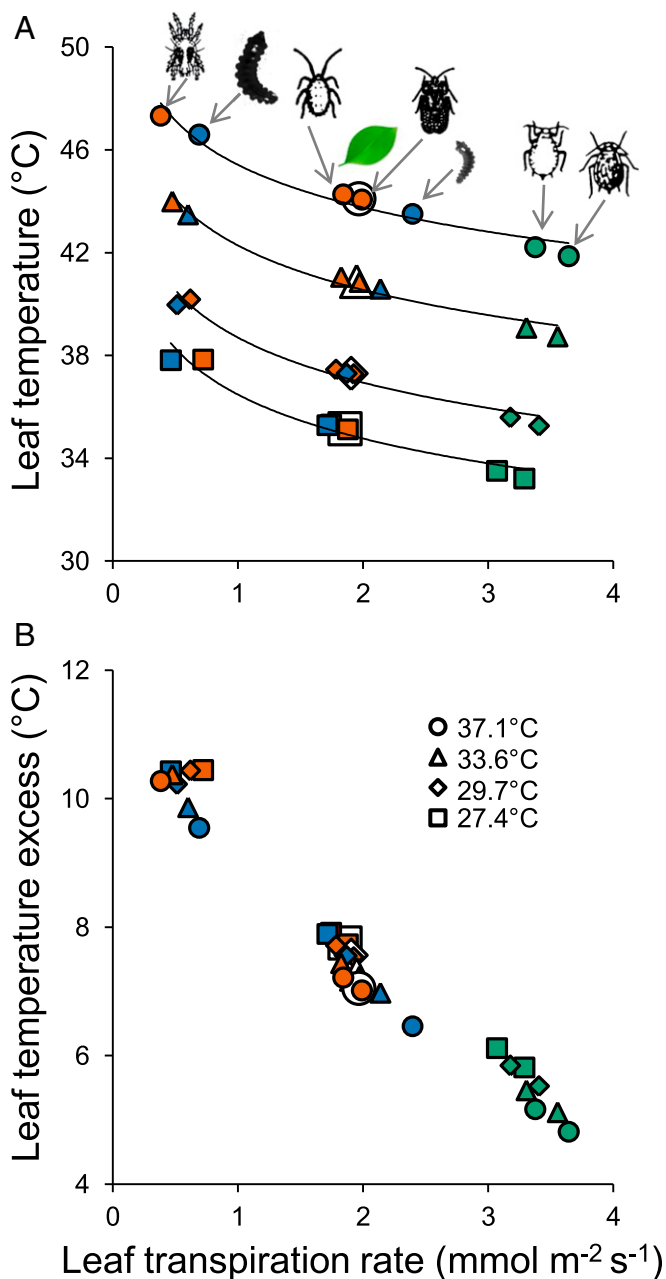 A
50
46
42
38
34
30
Leaf temperature (°C)
0 1 2 3 4
B
12
10
8
6
4
Leaf temperature excess (°C)
37.1°C
33.6°C
29.7°C
27.4°C
0 1 2 3 4
Leaf transpiration rate (mmol m⁻² s⁻¹)